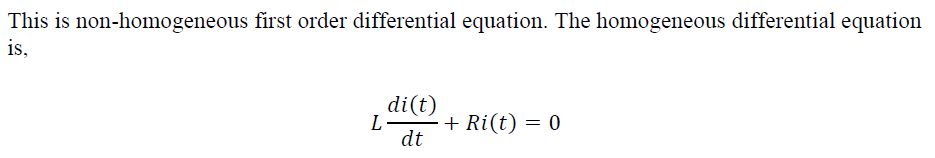 This is non-homogeneous first order differential equation. The homogeneous differential equation
is,
L di(t)/dt + Ri(t) = 0